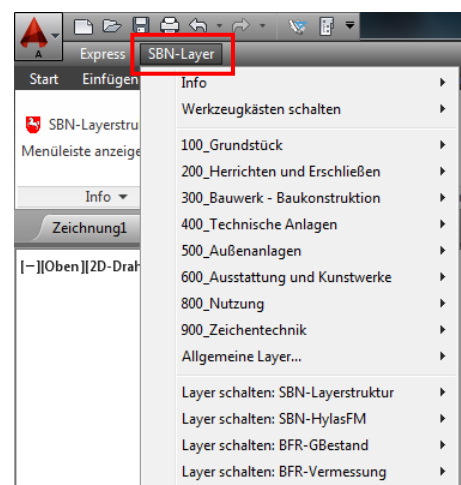 A
Express SBN-Layer
Start Einfügen
Info
Werkzeugkästen schalten
SBN-Layerstru
Menüleiste anzeige
100_Grundstück
200_Herrichten und Erschließen
300_Bauwerk - Baukonstruktion
Info
400_Technische Anlagen
Zeichnung1
500_Außenanlagen
[−][Oben][2D-Drah
600_Ausstattung und Kunstwerke
800_Nutzung
900_Zeichentechnik
Allgemeine Layer...
Layer schalten: SBN-Layerstruktur
Layer schalten: SBN-HylasFM
Layer schalten: BFR-GBestand
Layer schalten: BFR-Vermessung